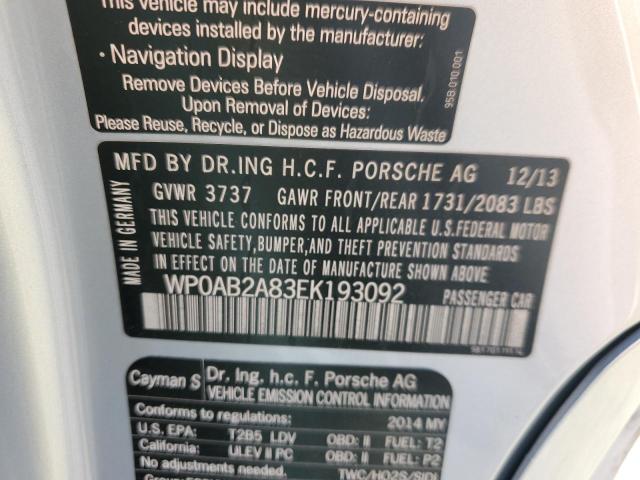 This vehicle may include mercury-containing
devices installed by the manufacturer:
· Navigation Display
Remove Devices Before Vehicle Disposal.
Upon Removal of Devices:
Please Reuse, Recycle, or Dispose as Hazardous Waste
95B.010.001
MFD BY DR.ING H.C.F. PORSCHE AG 12/13
GVWR 3737 GAWR FRONT/REAR 1731/2083 LBS
THIS VEHICLE CONFORMS TO ALL APPLICABLE U.S.FEDERAL MOTOR
VEHICLE SAFETY,BUMPER,AND THEFT PREVENTION STANDARDS
IN EFFECT ON THE DATE OF MANUFACTURE SHOWN ABOVE
WP0AB2A83EK193092 PASSENGER CAR
MADE IN GERMANY
Cayman S Dr. Ing. h.c. F. Porsche AG
VEHICLE EMISSION CONTROL INFORMATION
Conforms to regulations: 2014 MY
U.S. EPA: T2B5 LDV OBD: II FUEL: T2
California: ULEV II PC OBD: II FUEL: P2
No adjustments needed. TWC/HO2S/SIDI